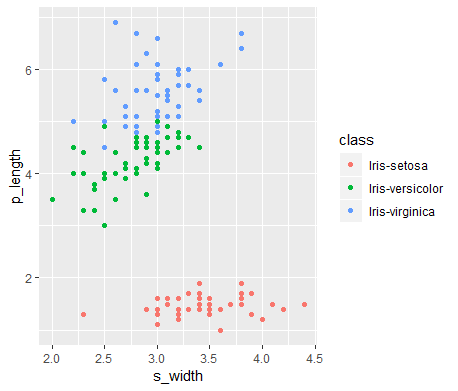 6
4
2
p_length
2.0 2.5 3.0 3.5 4.0 4.5
s_width
class
Iris-setosa
Iris-versicolor
Iris-virginica